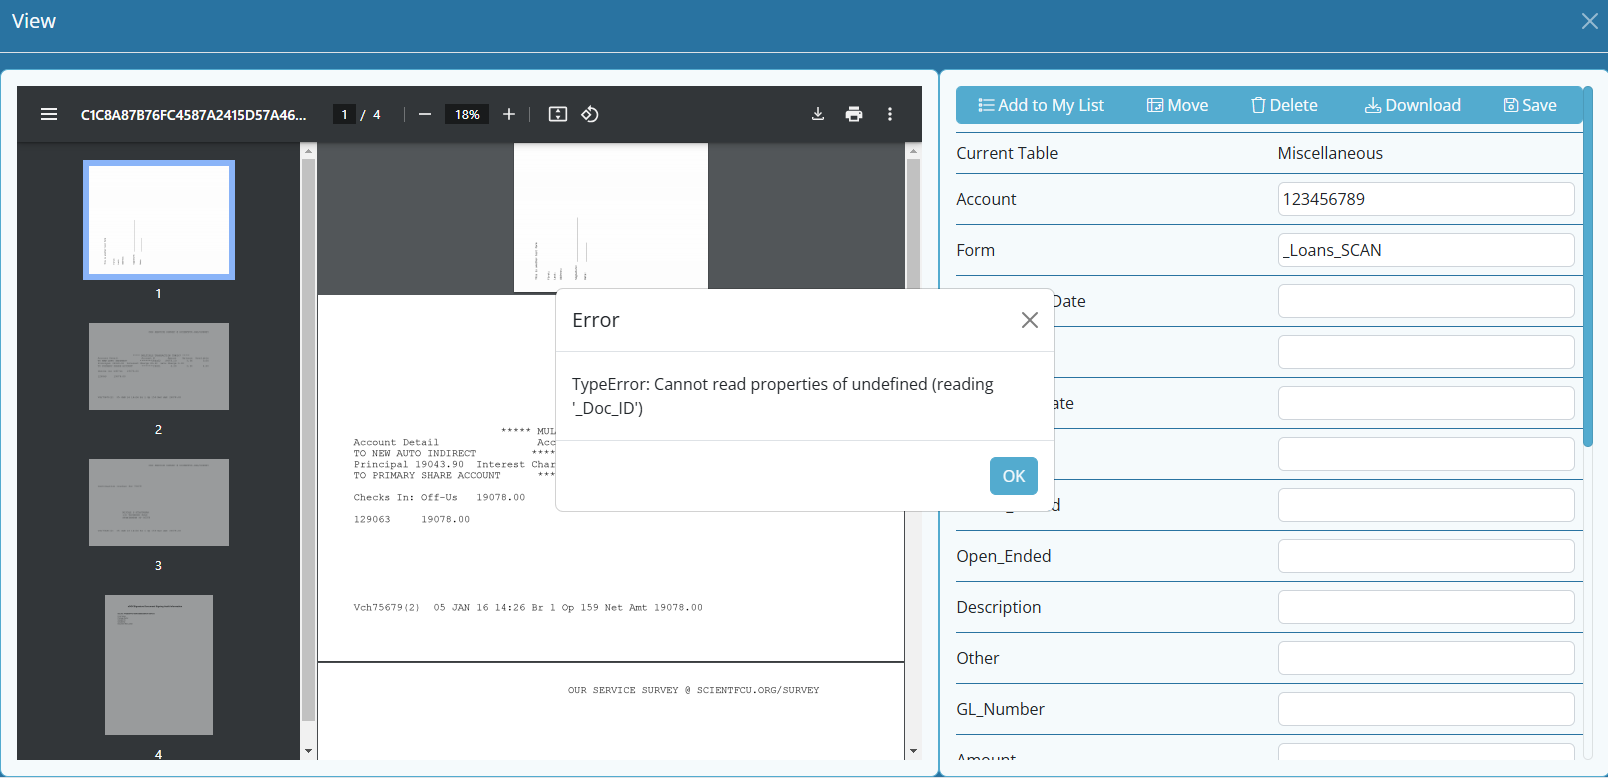 View
C1C8A87B76FC4587A2415D57A46...
1 / 4
18%
1
2
3
4
***** MUL
Account Detail Acc
TO NEW AUTO INDIRECT ****
Principal 19043.90 Interest Char
TO PRIMARY SHARE ACCOUNT ***
Checks In: Off-Us 19078.00
129063 19078.00
Vch75679(2) 05 JAN 16 14:26 Br 1 Op 159 Net Amt 19078.00
OUR SERVICE SURVEY @ SCIENTFCU.ORG/SURVEY
Error
TypeError: Cannot read properties of undefined (reading
'_Doc_ID')
OK
Add to My List Move Delete Download Save
Current Table Miscellaneous
Account 123456789
Form _Loans_SCAN
Date
ate
d
Open_Ended
Description
Other
GL_Number
Amount